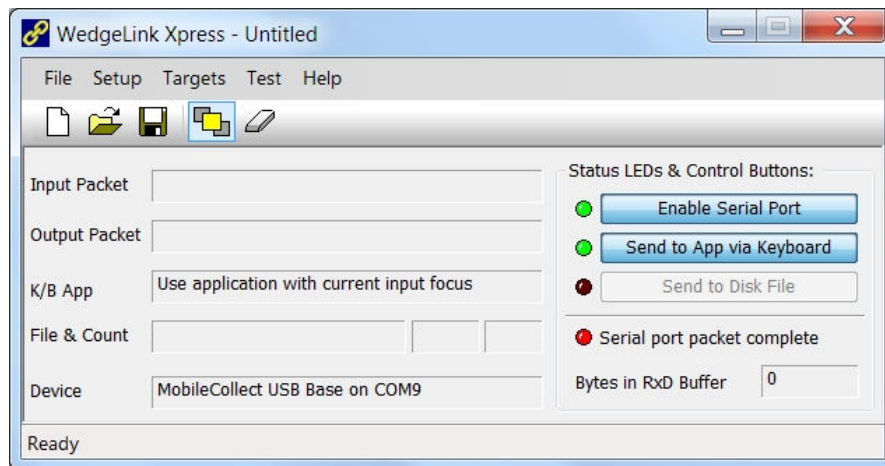 WedgeLink Xpress - Untitled
File Setup Targets Test Help
Input Packet
Output Packet
K/B App Use application with current input focus
File & Count
Device MobileCollect USB Base on COM9
Status LEDs & Control Buttons:
Enable Serial Port
Send to App via Keyboard
Send to Disk File
Serial port packet complete
Bytes in RxD Buffer 0
Ready